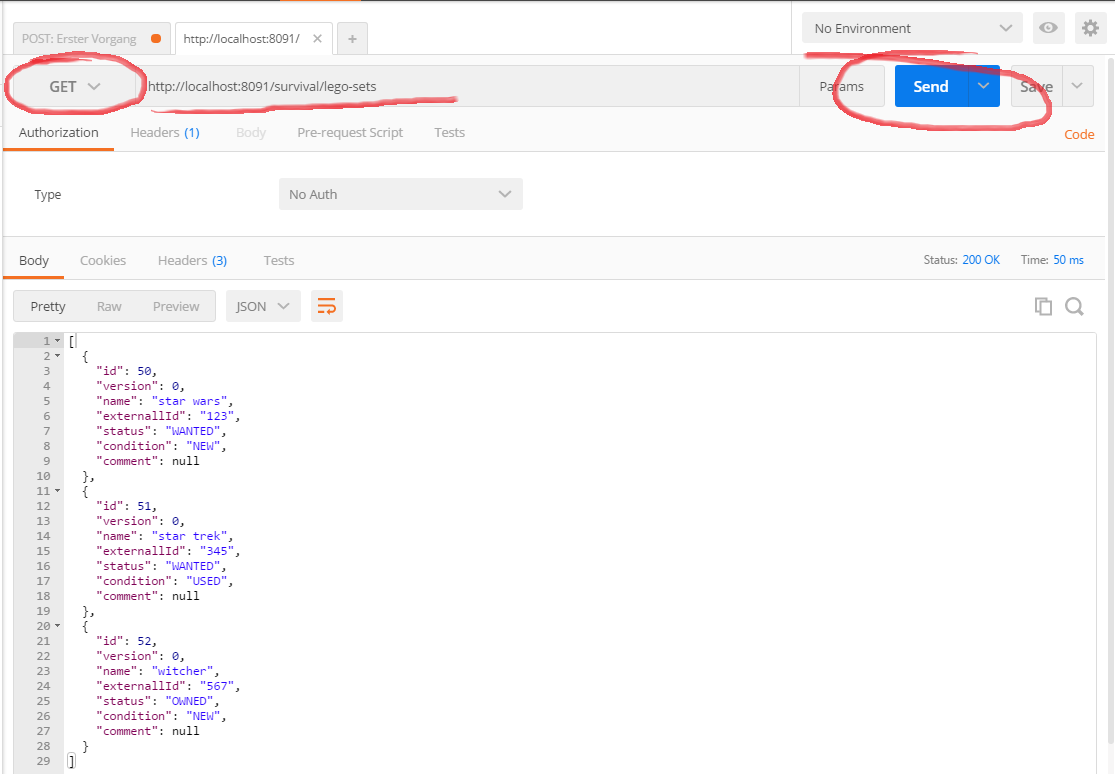 POST: Erster Vorgang http://localhost:8091/ × + No Environment
GET http://localhost:8091/survival/lego-sets Params Send Save
Authorization Headers (1) Body Pre-request Script Tests Code
Type No Auth
Body Cookies Headers (3) Tests Status: 200 OK Time: 50 ms
Pretty Raw Preview JSON
1 [
2 {
3 "id": 50,
4 "version": 0,
5 "name": "star wars",
6 "externallId": "123",
7 "status": "WANTED",
8 "condition": "NEW",
9 "comment": null
10 },
11 {
12 "id": 51,
13 "version": 0,
14 "name": "star trek",
15 "externallId": "345",
16 "status": "WANTED",
17 "condition": "USED",
18 "comment": null
19 },
20 {
21 "id": 52,
22 "version": 0,
23 "name": "witcher",
24 "externallId": "567",
25 "status": "OWNED",
26 "condition": "NEW",
27 "comment": null
28 }
29 ]